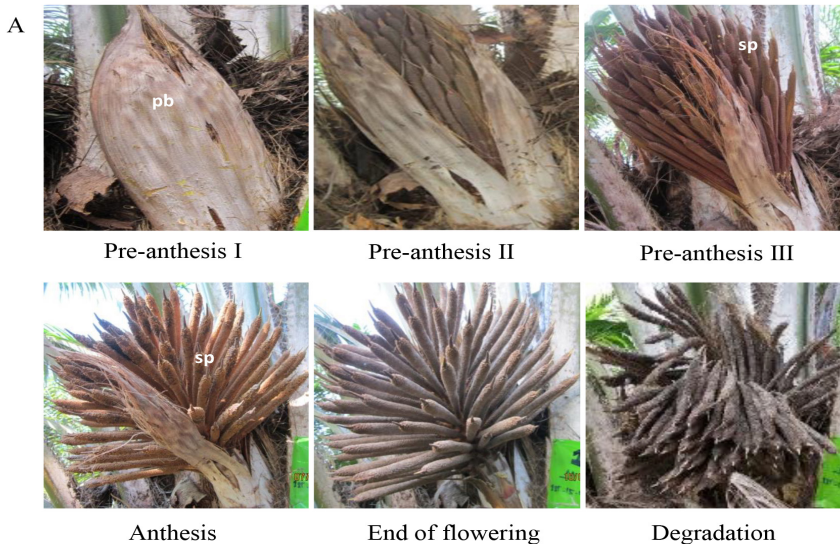 A
pb
sp
Pre-anthesis I
Pre-anthesis II
Pre-anthesis III
sp
Anthesis
End of flowering
Degradation